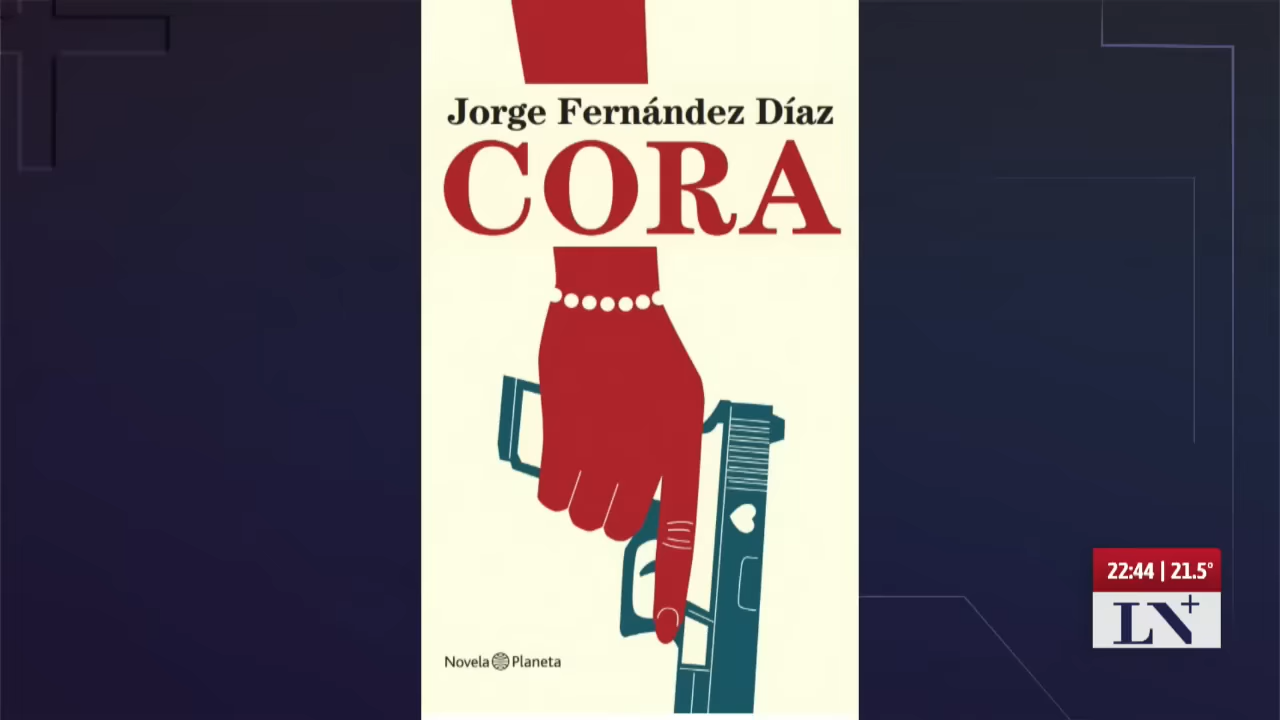 Jorge Fernández Díaz
CORA
Novela Planeta
22:44 | 21.5°
LN+